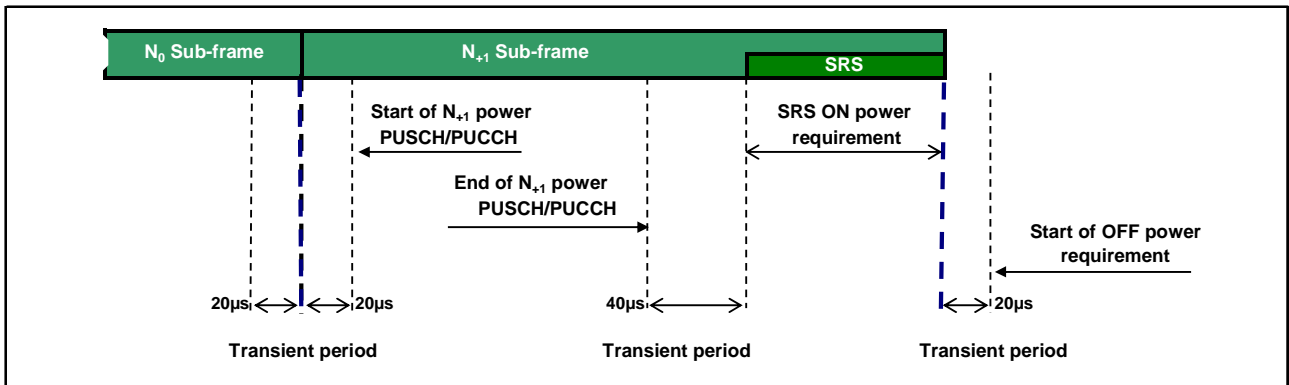 N₀ Sub-frame
N₊₁ Sub-frame
SRS
Start of N₊₁ power
PUSCH/PUCCH
SRS ON power
requirement
End of N₊₁ power
PUSCH/PUCCH
Start of OFF power
requirement
20µs
20µs
40µs
20µs
Transient period
Transient period
Transient period